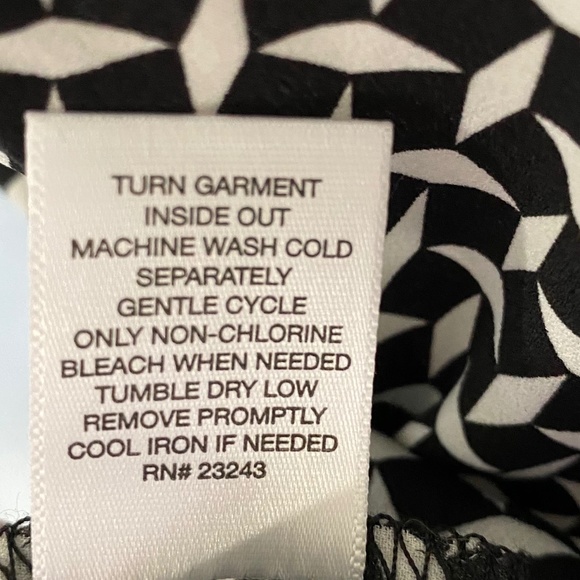 TURN GARMENT
INSIDE OUT
MACHINE WASH COLD
SEPARATELY
GENTLE CYCLE
ONLY NON-CHLORINE
BLEACH WHEN NEEDED
TUMBLE DRY LOW
REMOVE PROMPTLY
COOL IRON IF NEEDED
RN# 23243